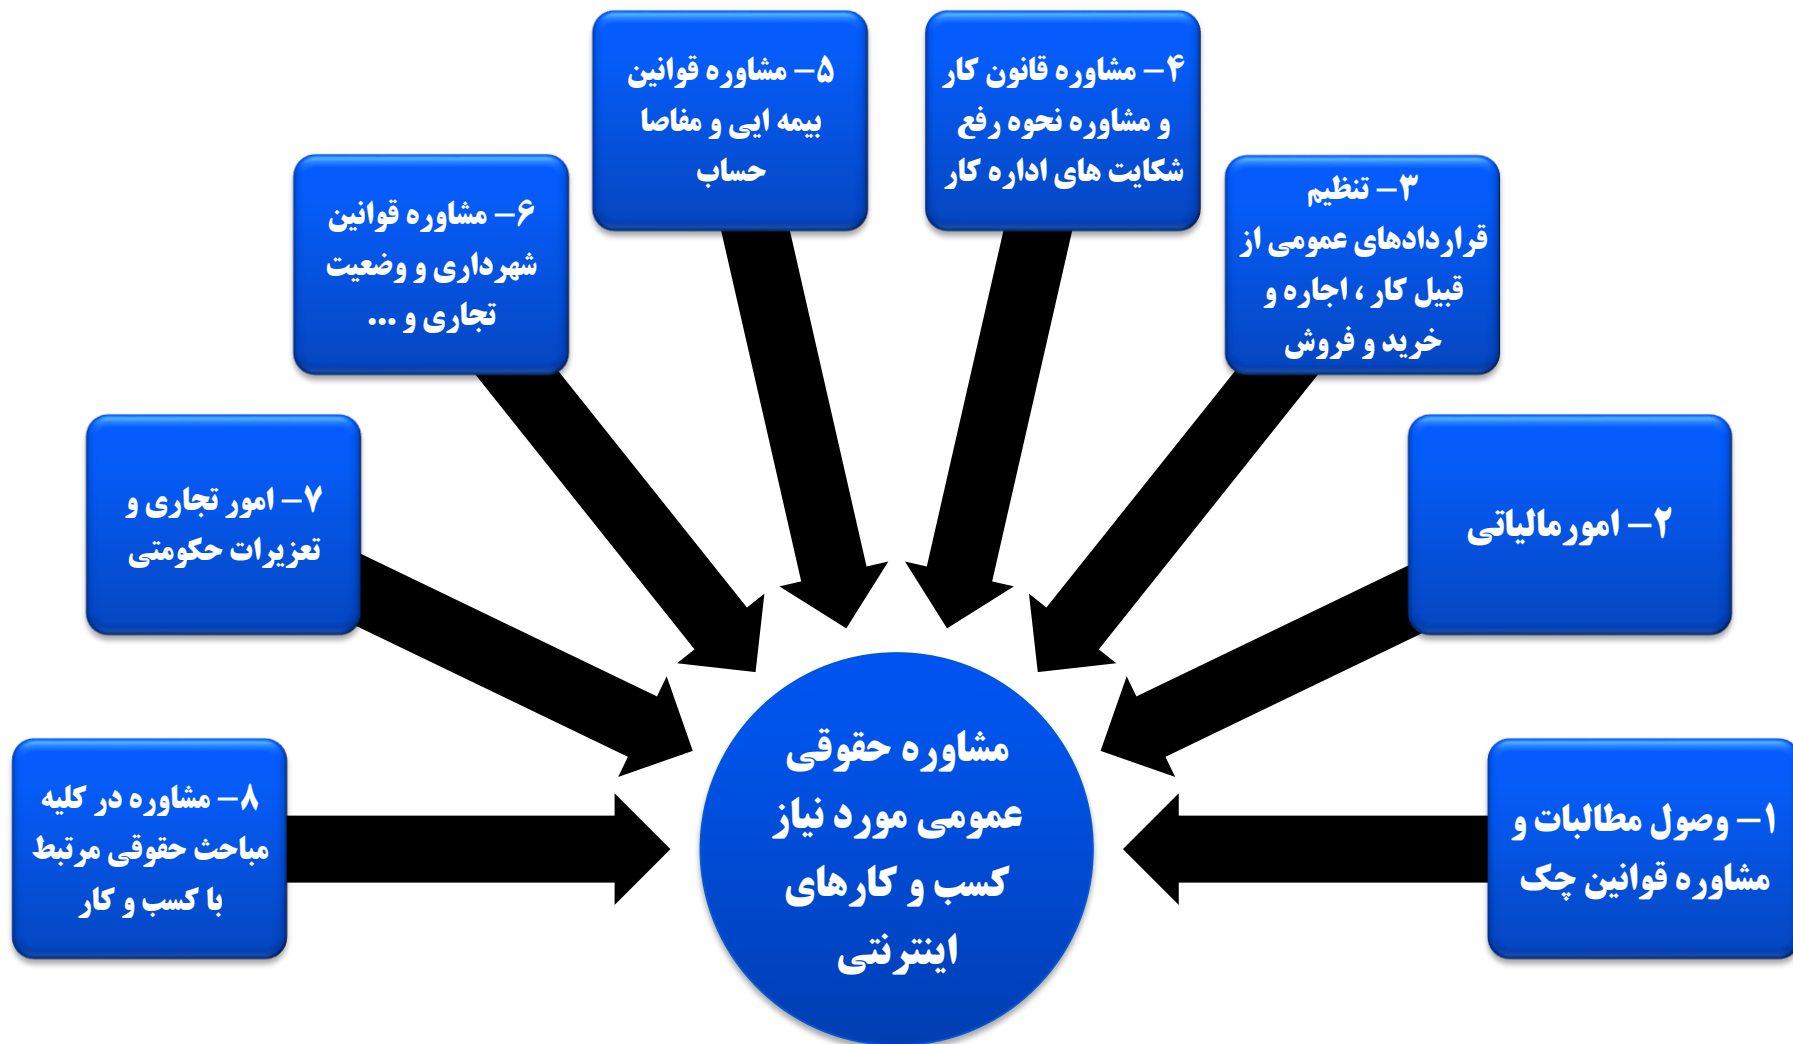 ۱- وصول مطالبات و
مشاوره قوانین چک
۲- امورمالیاتی
۳- تنظیم
قراردادهای عمومی از
قبیل کار ، اجاره و
خرید و فروش
۴- مشاوره قانون کار
و مشاوره نحوه رفع
شکایت های اداره کار
۵- مشاوره قوانین
بیمه ایی و مفاصا
حساب
۶- مشاوره قوانین
شهرداری و وضعیت
تجاری و ...
۷- امور تجاری و
تعزیرات حکومتی
۸- مشاوره در کلیه
مباحث حقوقی مرتبط
با کسب و کار
مشاوره حقوقی
عمومی مورد نیاز
کسب و کارهای
اینترنتی